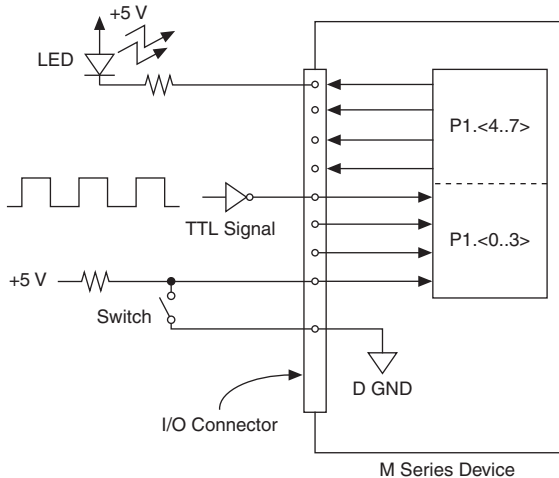 +5 V
LED
P1.<4..7>
TTL Signal
P1.<0..3>
+5 V
Switch
D GND
I/O Connector
M Series Device